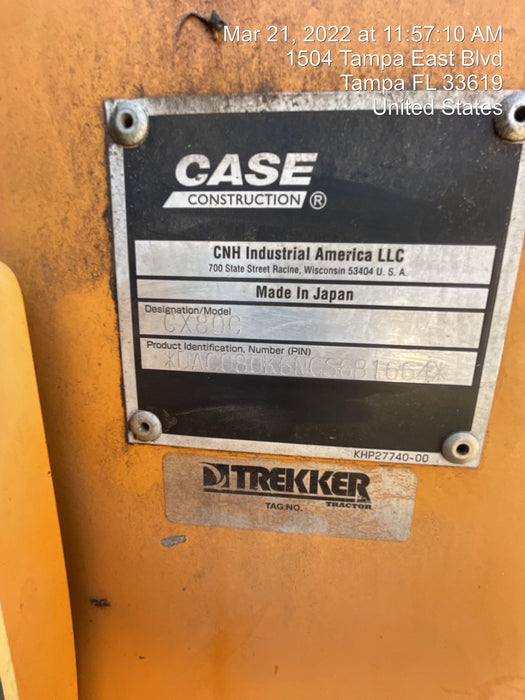 Mar 21, 2022 at 11:57:10 AM
1504 Tampa East Blvd
Tampa FL 33619
United States
CASE
CONSTRUCTION ®
CNH Industrial America LLC
700 State Street Racine, Wisconsin 53404 U. S. A.
Made In Japan
Designation/Model
CX80C
Product Identification, Number (PIN)
*DAC080K6NCS6B1664*
KHP27740-00
TREKKER
TRACTOR
TAG NO.